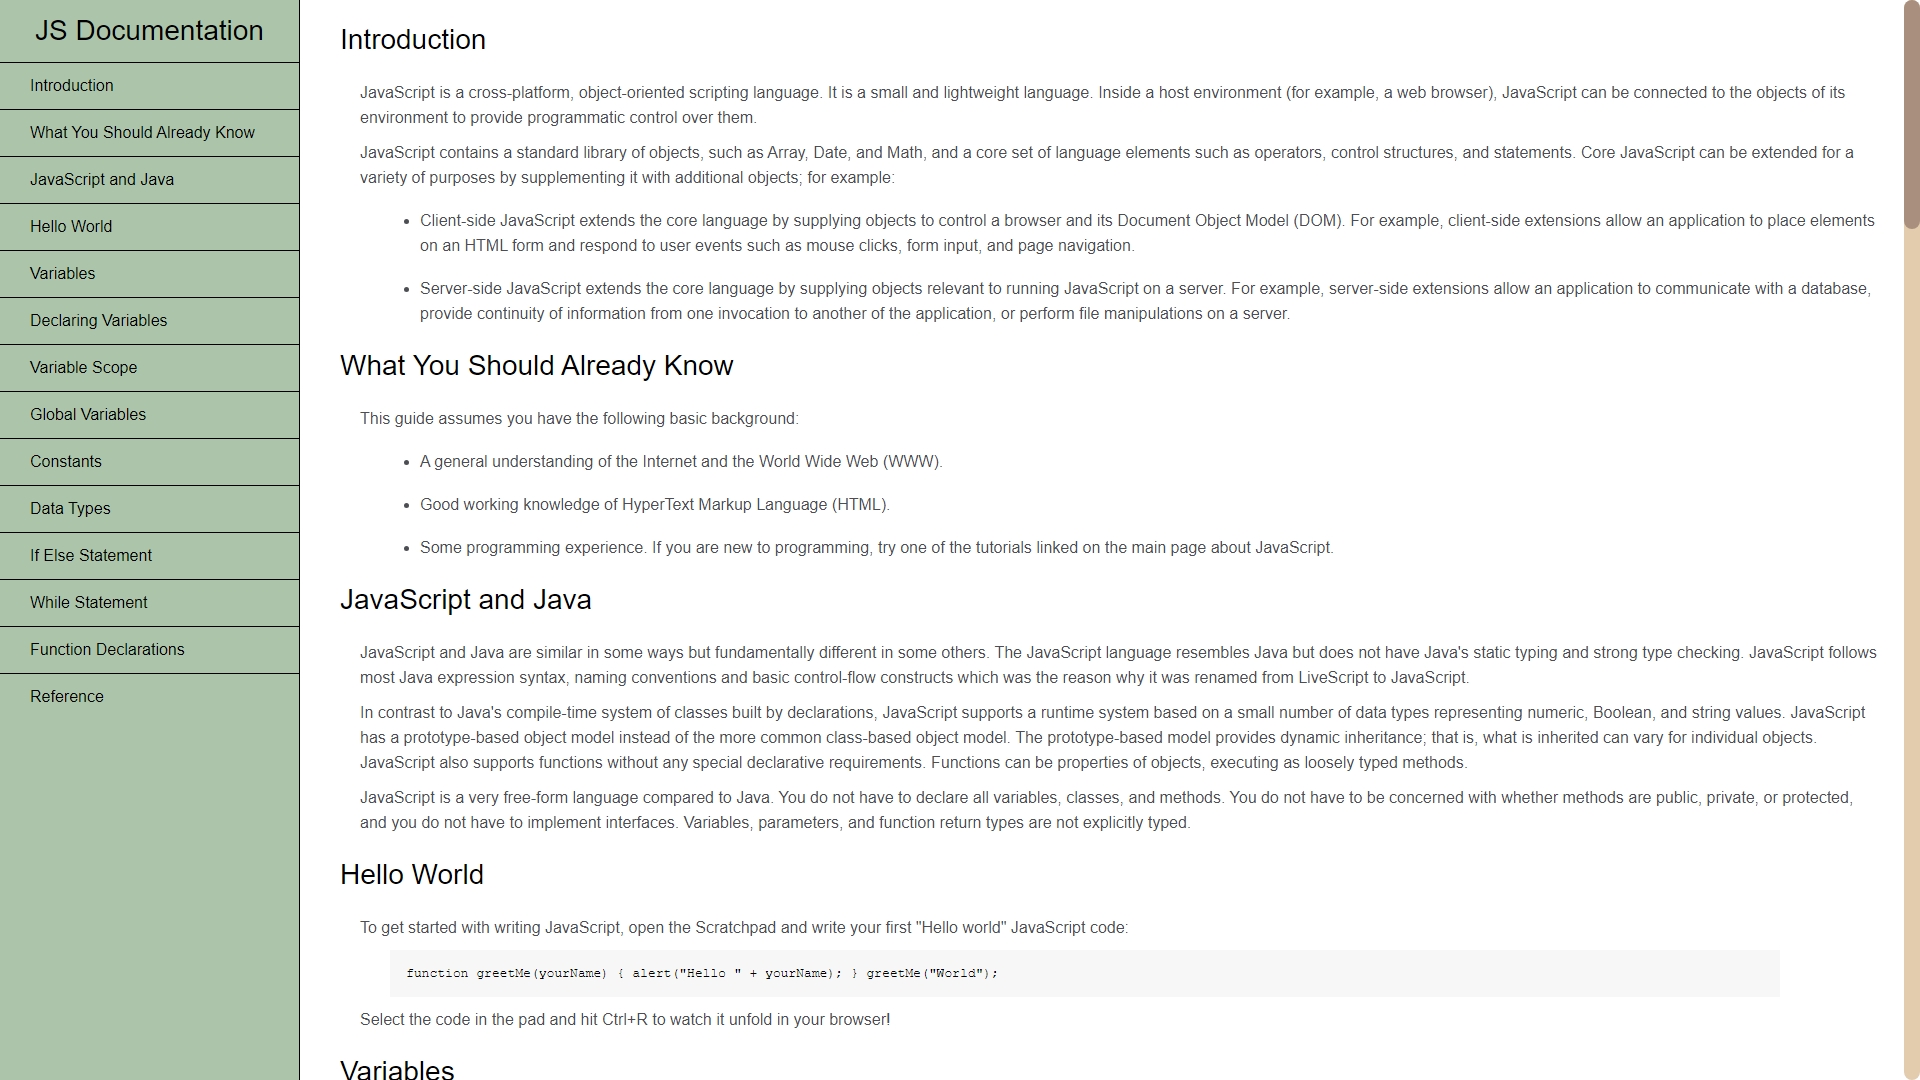 JS Documentation
Introduction
What You Should Already Know
JavaScript and Java
Hello World
Variables
Declaring Variables
Variable Scope
Global Variables
Constants
Data Types
If Else Statement
While Statement
Function Declarations
Reference
Introduction
JavaScript is a cross-platform, object-oriented scripting language. It is a small and lightweight language. Inside a host environment (for example, a web browser), JavaScript can be connected to the objects of its
environment to provide programmatic control over them.
JavaScript contains a standard library of objects, such as Array, Date, and Math, and a core set of language elements such as operators, control structures, and statements. Core JavaScript can be extended for a
variety of purposes by supplementing it with additional objects; for example:
• Client-side JavaScript extends the core language by supplying objects to control a browser and its Document Object Model (DOM). For example, client-side extensions allow an application to place elements
on an HTML form and respond to user events such as mouse clicks, form input, and page navigation.
• Server-side JavaScript extends the core language by supplying objects relevant to running JavaScript on a server. For example, server-side extensions allow an application to communicate with a database,
provide continuity of information from one invocation to another of the application, or perform file manipulations on a server.
What You Should Already Know
This guide assumes you have the following basic background:
• A general understanding of the Internet and the World Wide Web (WWW).
• Good working knowledge of HyperText Markup Language (HTML).
• Some programming experience. If you are new to programming, try one of the tutorials linked on the main page about JavaScript.
JavaScript and Java
JavaScript and Java are similar in some ways but fundamentally different in some others. The JavaScript language resembles Java but does not have Java's static typing and strong type checking. JavaScript follows
most Java expression syntax, naming conventions and basic control-flow constructs which was the reason why it was renamed from LiveScript to JavaScript.
In contrast to Java's compile-time system of classes built by declarations, JavaScript supports a runtime system based on a small number of data types representing numeric, Boolean, and string values. JavaScript
has a prototype-based object model instead of the more common class-based object model. The prototype-based model provides dynamic inheritance; that is, what is inherited can vary for individual objects.
JavaScript also supports functions without any special declarative requirements. Functions can be properties of objects, executing as loosely typed methods.
JavaScript is a very free-form language compared to Java. You do not have to declare all variables, classes, and methods. You do not have to be concerned with whether methods are public, private, or protected,
and you do not have to implement interfaces. Variables, parameters, and function return types are not explicitly typed.
Hello World
To get started with writing JavaScript, open the Scratchpad and write your first "Hello world" JavaScript code:
function greetMe(yourName) { alert("Hello " + yourName); } greetMe("World");
Select the code in the pad and hit Ctrl+R to watch it unfold in your browser!
Variables